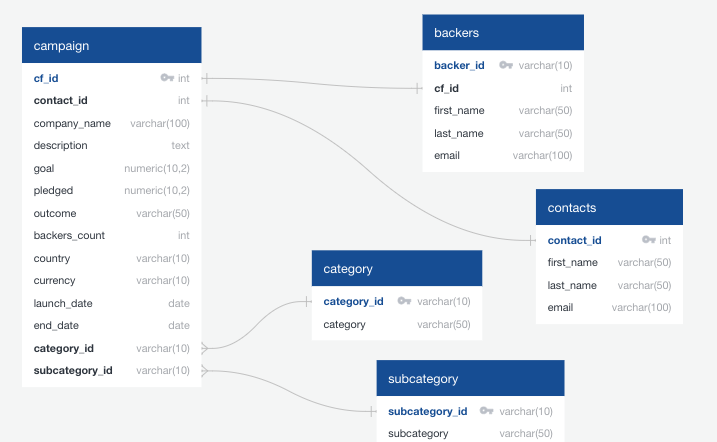 campaign
cf_id int
contact_id int
company_name varchar(100)
description text
goal numeric(10,2)
pledged numeric(10,2)
outcome varchar(50)
backers_count int
country varchar(10)
currency varchar(10)
launch_date date
end_date date
category_id varchar(10)
subcategory_id varchar(10)
backers
backer_id varchar(10)
cf_id int
first_name varchar(50)
last_name varchar(50)
email varchar(100)
contacts
contact_id int
first_name varchar(50)
last_name varchar(50)
email varchar(100)
category
category_id varchar(10)
category varchar(50)
subcategory
subcategory_id varchar(10)
subcategory varchar(50)